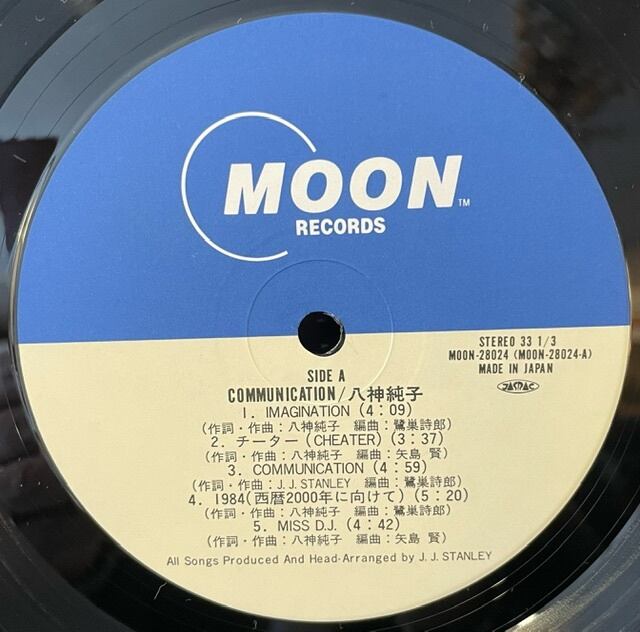 MOON™
RECORDS
STEREO 33 1/3
MOON-28024 (MOON-28024-A)
MADE IN JAPAN
JASRAC
SIDE A
COMMUNICATION/八神純子
1. IMAGINATION (4:09)
(作詞・作曲:八神純子 編曲:鷺巣詩郎)
2. チーター (CHEATER) (3:37)
(作詞・作曲:八神純子 編曲:矢島 賢)
3. COMMUNICATION (4:59)
(作詞・作曲:J. J. STANLEY 編曲:鷺巣詩郎)
4. 1984(西暦2000年に向けて) (5:20)
(作詞・作曲:八神純子 編曲:鷺巣詩郎)
5. MISS D.J. (4:42)
(作詞・作曲:八神純子 編曲:矢島 賢)
All Songs Produced And Head-Arranged by J. J. STANLEY